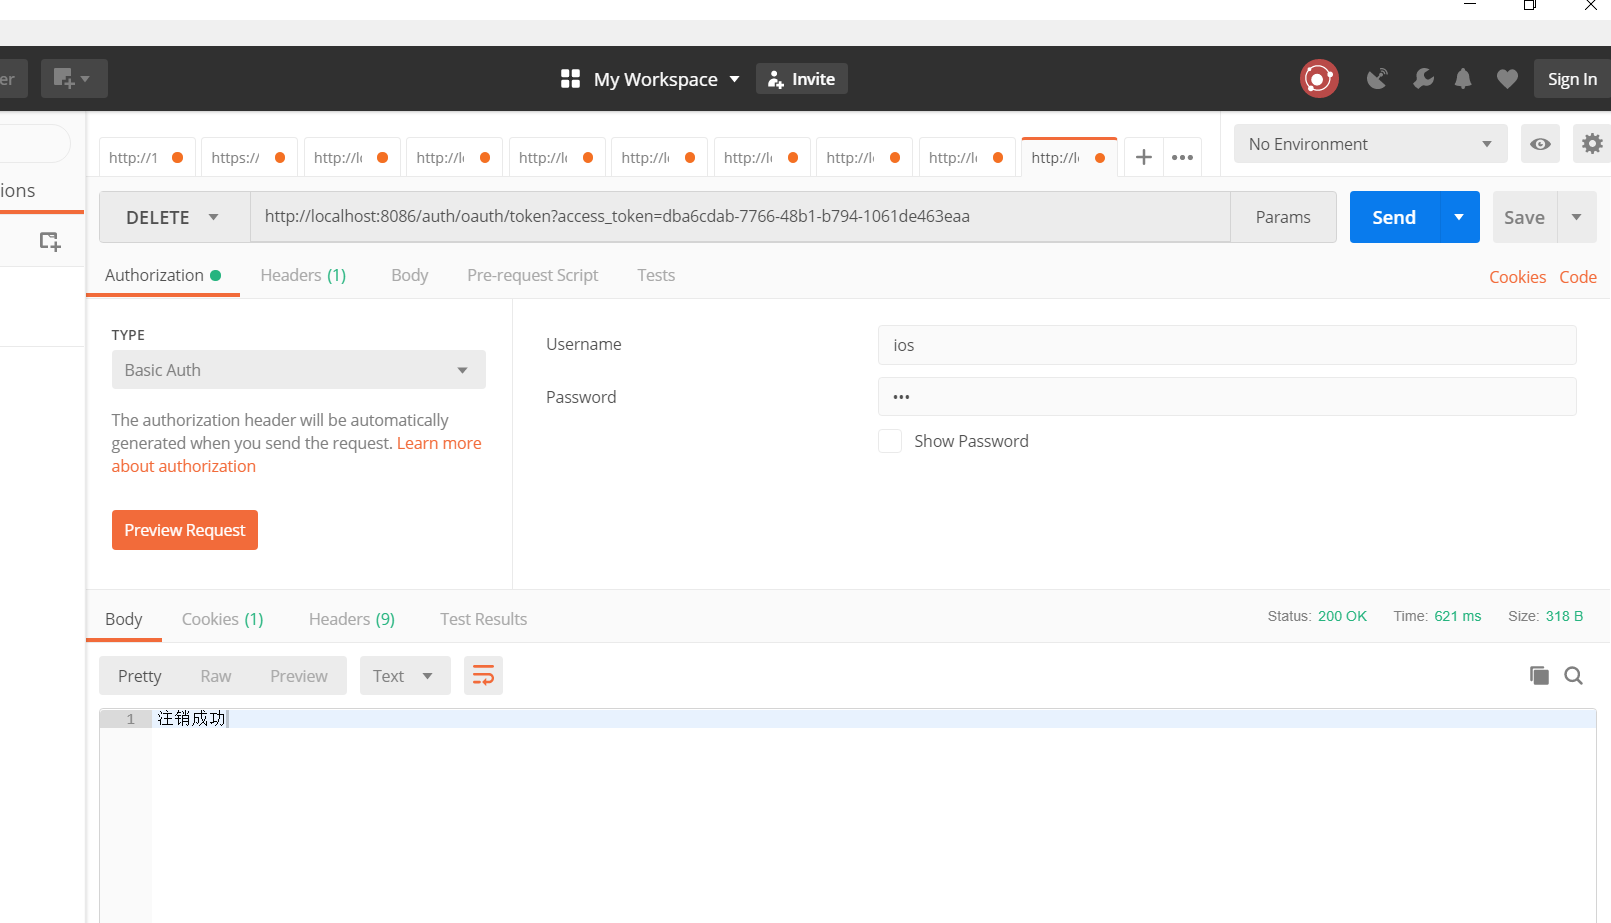 er
My Workspace
Invite
Sign In
http://1
https://
http://l
http://l
http://l
http://l
http://l
http://l
http://l
http://l
No Environment
ions
DELETE
http://localhost:8086/auth/oauth/token?access_token=dba6cdab-7766-48b1-b794-1061de463eaa
Params
Send
Save
Authorization
Headers (1)
Body
Pre-request Script
Tests
Cookies
Code
TYPE
Basic Auth
The authorization header will be automatically
generated when you send the request. Learn more
about authorization
Preview Request
Username
ios
Password
•••
Show Password
Body
Cookies (1)
Headers (9)
Test Results
Status: 200 OK
Time: 621 ms
Size: 318 B
Pretty
Raw
Preview
Text
1
注销成功